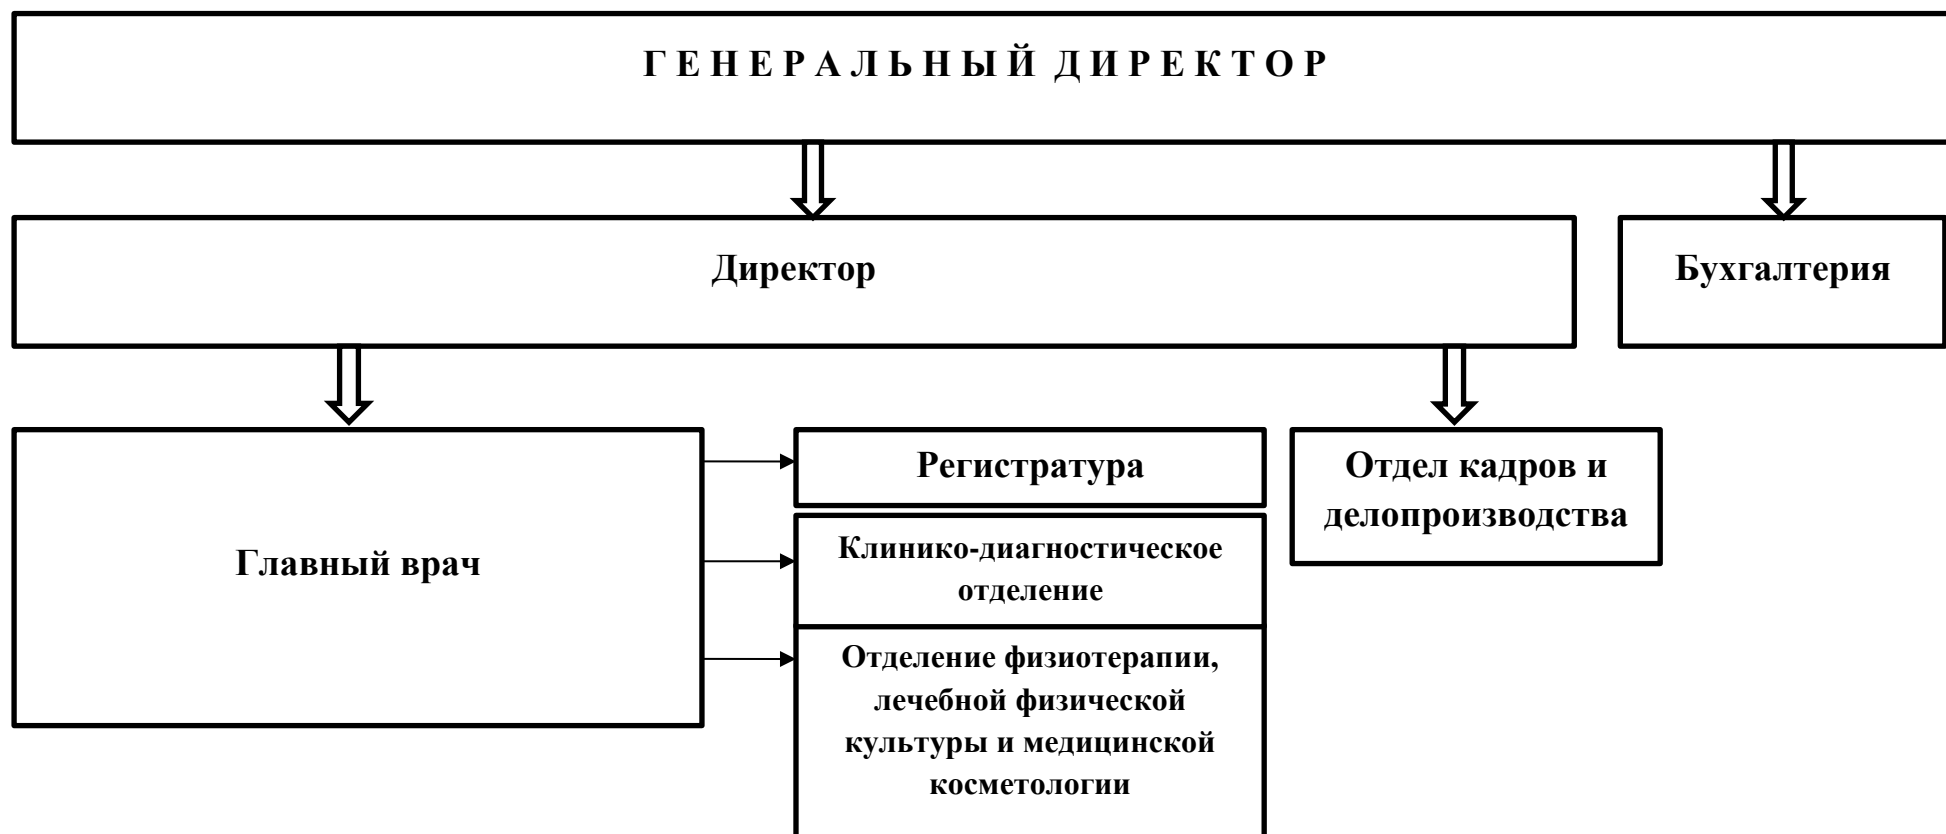 Г Е Н Е Р А Л Ь Н Ы Й Д И Р Е К Т О Р
Директор
Бухгалтерия
Главный врач
Регистратура
Клинико-диагностическое
отделение
Отделение физиотерапии,
лечебной физической
культуры и медицинской
косметологии
Отдел кадров и
делопроизводства